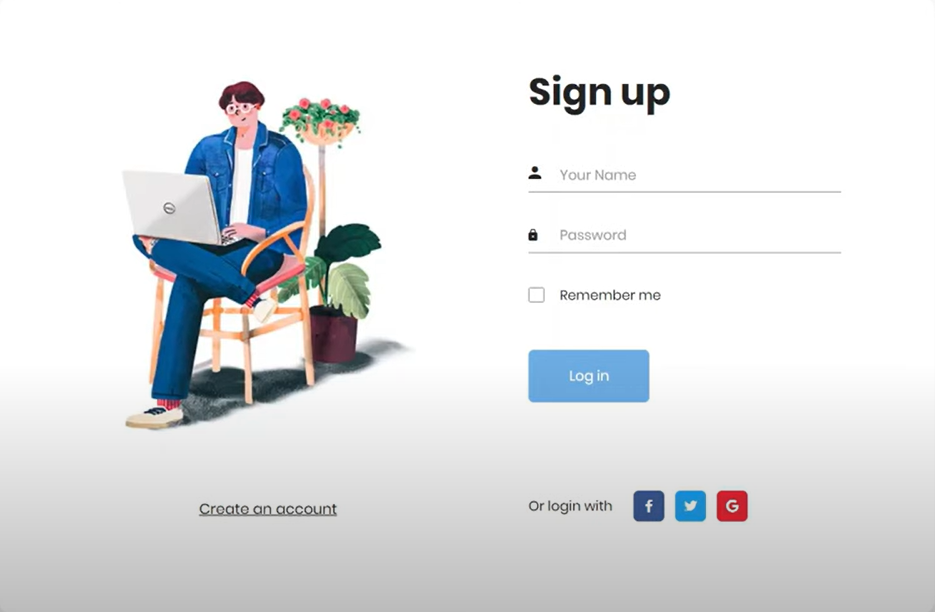 Sign up
Your Name
Password
Remember me
Log in
Create an account
Or login with